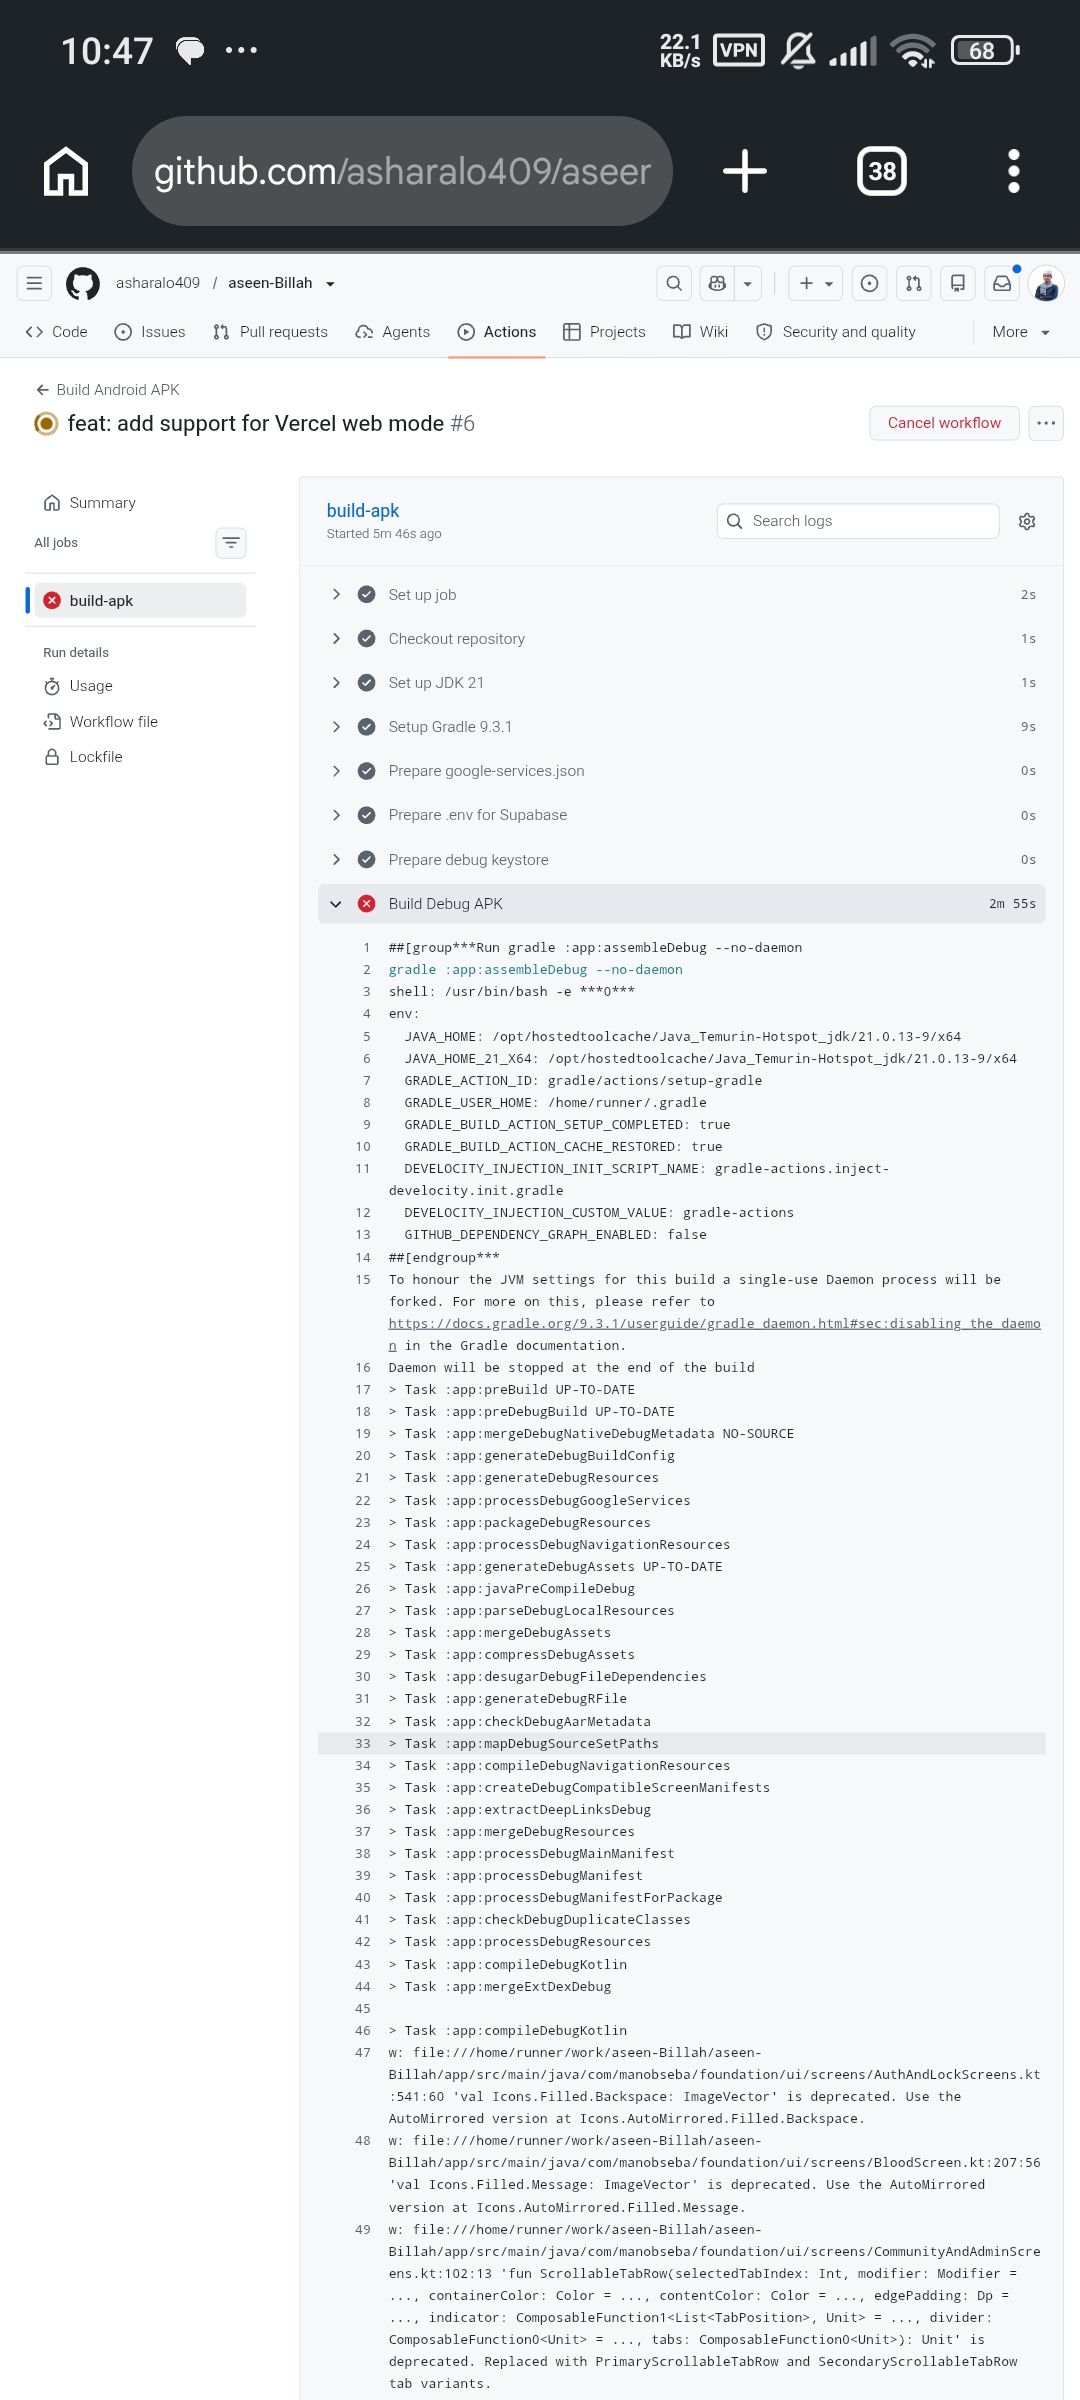 10:47
22.1
KB/s
VPN
68
github.com/asharalo409/aseen
38
asharalo409 / aseen-Billah
Code
Issues
Pull requests
Agents
Actions
Projects
Wiki
Security and quality
More
Build Android APK
feat: add support for Vercel web mode #6
Cancel workflow
Summary
All jobs
build-apk
Run details
Usage
Workflow file
Lockfile
build-apk
Started 5m 46s ago
Search logs
Set up job 2s
Checkout repository 1s
Set up JDK 21 1s
Setup Gradle 9.3.1 9s
Prepare google-services.json 0s
Prepare .env for Supabase 0s
Prepare debug keystore 0s
Build Debug APK 2m 55s
1 ##[group***Run gradle :app:assembleDebug --no-daemon
2 gradle :app:assembleDebug --no-daemon
3 shell: /usr/bin/bash -e ***0***
4 env:
5 JAVA_HOME: /opt/hostedtoolcache/Java_Temurin-Hotspot_jdk/21.0.13-9/x64
6 JAVA_HOME_21_X64: /opt/hostedtoolcache/Java_Temurin-Hotspot_jdk/21.0.13-9/x64
7 GRADLE_ACTION_ID: gradle/actions/setup-gradle
8 GRADLE_USER_HOME: /home/runner/.gradle
9 GRADLE_BUILD_ACTION_SETUP_COMPLETED: true
10 GRADLE_BUILD_ACTION_CACHE_RESTORED: true
11 DEVELOCITY_INJECTION_INIT_SCRIPT_NAME: gradle-actions.inject-
develocity.init.gradle
12 DEVELOCITY_INJECTION_CUSTOM_VALUE: gradle-actions
13 GITHUB_DEPENDENCY_GRAPH_ENABLED: false
14 ##[endgroup***
15 To honour the JVM settings for this build a single-use Daemon process will be
forked. For more on this, please refer to
https://docs.gradle.org/9.3.1/userguide/gradle_daemon.html#sec:disabling_the_daemo
n in the Gradle documentation.
16 Daemon will be stopped at the end of the build
17 > Task :app:preBuild UP-TO-DATE
18 > Task :app:preDebugBuild UP-TO-DATE
19 > Task :app:mergeDebugNativeDebugMetadata NO-SOURCE
20 > Task :app:generateDebugBuildConfig
21 > Task :app:generateDebugResources
22 > Task :app:processDebugGoogleServices
23 > Task :app:packageDebugResources
24 > Task :app:processDebugNavigationResources
25 > Task :app:generateDebugAssets UP-TO-DATE
26 > Task :app:javaPreCompileDebug
27 > Task :app:parseDebugLocalResources
28 > Task :app:mergeDebugAssets
29 > Task :app:compressDebugAssets
30 > Task :app:desugarDebugFileDependencies
31 > Task :app:generateDebugRFile
32 > Task :app:checkDebugAarMetadata
33 > Task :app:mapDebugSourceSetPaths
34 > Task :app:compileDebugNavigationResources
35 > Task :app:createDebugCompatibleScreenManifests
36 > Task :app:extractDeepLinksDebug
37 > Task :app:mergeDebugResources
38 > Task :app:processDebugMainManifest
39 > Task :app:processDebugManifest
40 > Task :app:processDebugManifestForPackage
41 > Task :app:checkDebugDuplicateClasses
42 > Task :app:processDebugResources
43 > Task :app:compileDebugKotlin
44 > Task :app:mergeExtDexDebug
45
46 > Task :app:compileDebugKotlin
47 w: file:///home/runner/work/aseen-Billah/aseen-
Billah/app/src/main/java/com/manobseba/foundation/ui/screens/AuthAndLockScreens.kt
:541:60 'val Icons.Filled.Backspace: ImageVector' is deprecated. Use the
AutoMirrored version at Icons.AutoMirrored.Filled.Backspace.
48 w: file:///home/runner/work/aseen-Billah/aseen-
Billah/app/src/main/java/com/manobseba/foundation/ui/screens/BloodScreen.kt:207:56
'val Icons.Filled.Message: ImageVector' is deprecated. Use the AutoMirrored
version at Icons.AutoMirrored.Filled.Message.
49 w: file:///home/runner/work/aseen-Billah/aseen-
Billah/app/src/main/java/com/manobseba/foundation/ui/screens/CommunityAndAdminScre
ens.kt:102:13 'fun ScrollableTabRow(selectedTabIndex: Int, modifier: Modifier =
..., containerColor: Color = ..., contentColor: Color = ..., edgePadding: Dp =
..., indicator: ComposableFunction1<List<TabPosition>, Unit> = ..., divider:
ComposableFunction0<Unit> = ..., tabs: ComposableFunction0<Unit>): Unit' is
deprecated. Replaced with PrimaryScrollableTabRow and SecondaryScrollableTabRow
tab variants.